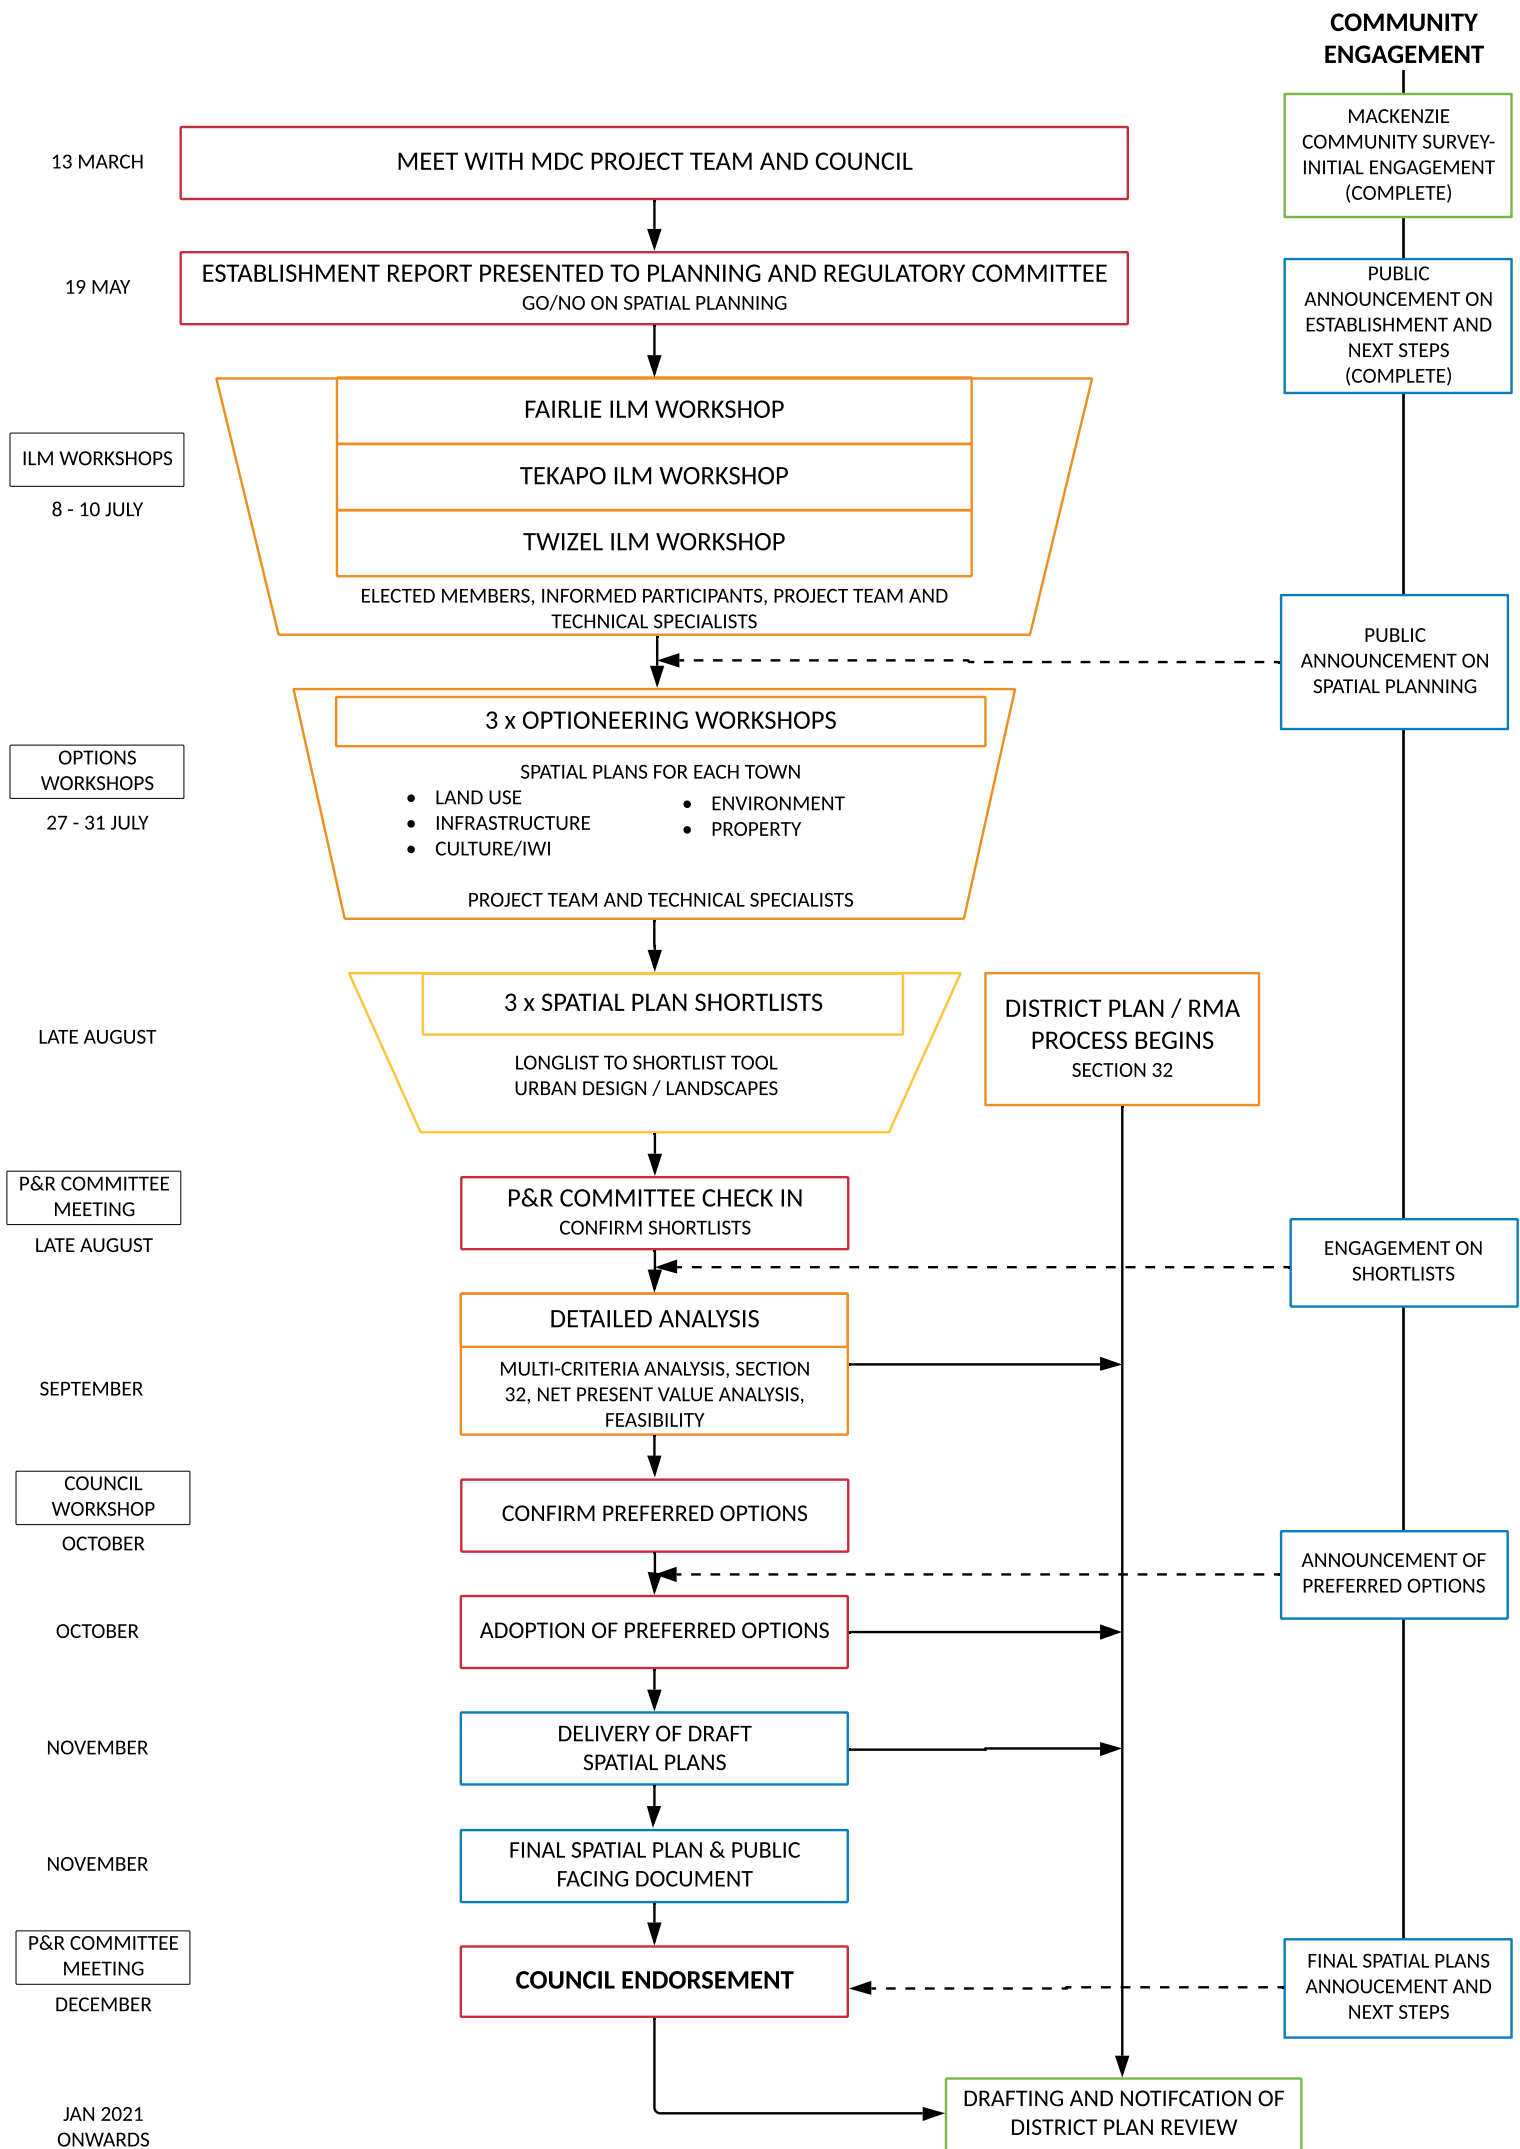 COMMUNITY
ENGAGEMENT
MACKENZIE
COMMUNITY SURVEY-
INITIAL ENGAGEMENT
(COMPLETE)
13 MARCH
MEET WITH MDC PROJECT TEAM AND COUNCIL
19 MAY
ESTABLISHMENT REPORT PRESENTED TO PLANNING AND REGULATORY COMMITTEE
GO/NO ON SPATIAL PLANNING
PUBLIC
ANNOUNCEMENT ON
ESTABLISHMENT AND
NEXT STEPS
(COMPLETE)
ILM WORKSHOPS
8 - 10 JULY
FAIRLIE ILM WORKSHOP
TEKAPO ILM WORKSHOP
TWIZEL ILM WORKSHOP
ELECTED MEMBERS, INFORMED PARTICIPANTS, PROJECT TEAM AND
TECHNICAL SPECIALISTS
PUBLIC
ANNOUNCEMENT ON
SPATIAL PLANNING
OPTIONS
WORKSHOPS
27 - 31 JULY
3 x OPTIONEERING WORKSHOPS
SPATIAL PLANS FOR EACH TOWN
• LAND USE
• INFRASTRUCTURE
• CULTURE/IWI
• ENVIRONMENT
• PROPERTY
PROJECT TEAM AND TECHNICAL SPECIALISTS
LATE AUGUST
3 x SPATIAL PLAN SHORTLISTS
LONGLIST TO SHORTLIST TOOL
URBAN DESIGN / LANDSCAPES
DISTRICT PLAN / RMA
PROCESS BEGINS
SECTION 32
P&R COMMITTEE
MEETING
LATE AUGUST
P&R COMMITTEE CHECK IN
CONFIRM SHORTLISTS
ENGAGEMENT ON
SHORTLISTS
SEPTEMBER
DETAILED ANALYSIS
MULTI-CRITERIA ANALYSIS, SECTION
32, NET PRESENT VALUE ANALYSIS,
FEASIBILITY
COUNCIL
WORKSHOP
OCTOBER
CONFIRM PREFERRED OPTIONS
ANNOUNCEMENT OF
PREFERRED OPTIONS
OCTOBER
ADOPTION OF PREFERRED OPTIONS
NOVEMBER
DELIVERY OF DRAFT
SPATIAL PLANS
NOVEMBER
FINAL SPATIAL PLAN & PUBLIC
FACING DOCUMENT
P&R COMMITTEE
MEETING
DECEMBER
COUNCIL ENDORSEMENT
FINAL SPATIAL PLANS
ANNOUCEMENT AND
NEXT STEPS
JAN 2021
ONWARDS
DRAFTING AND NOTIFCATION OF
DISTRICT PLAN REVIEW